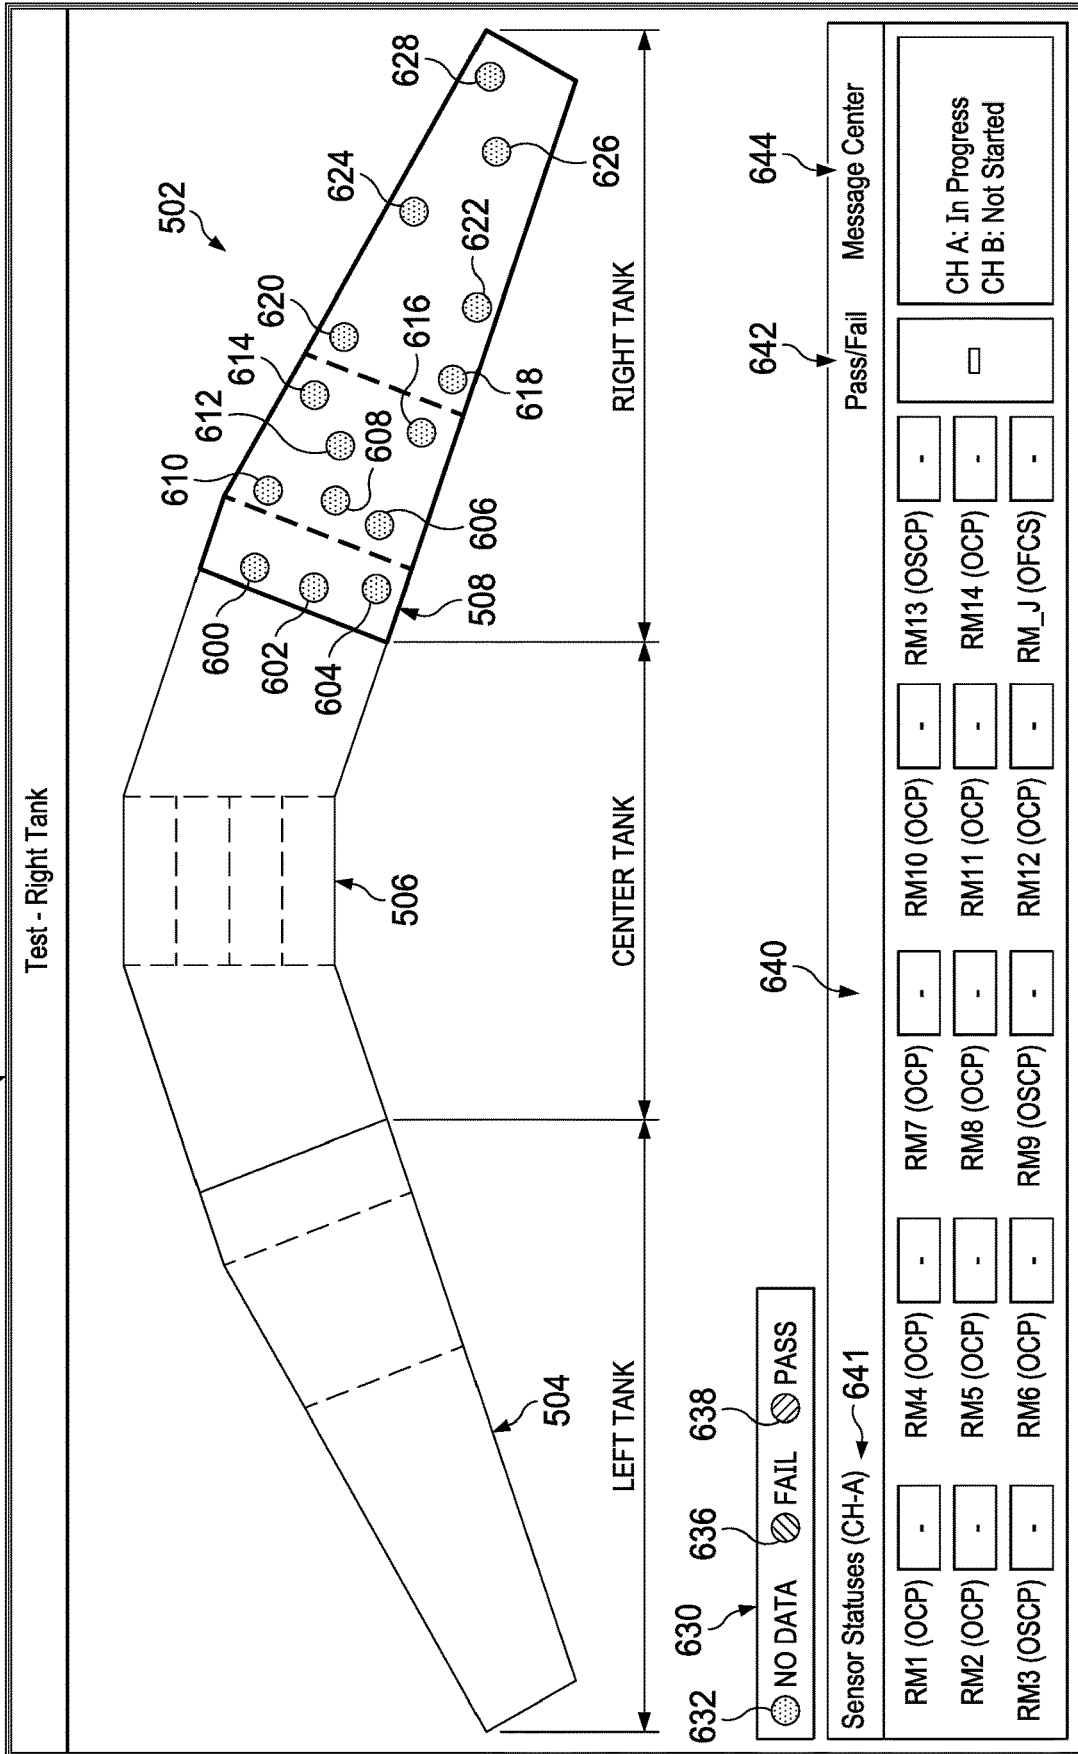 Test - Right Tank
502
628
624
620
614
612
610
626
622
616
618
608
606
600
602
604
508
506
504
LEFT TANK
CENTER TANK
RIGHT TANK
630
632
636
638
NO DATA
FAIL
PASS
640
642
644
Sensor Statuses (CH-A)
641
Pass/Fail
Message Center
RM1 (OCP) - RM4 (OCP) - RM7 (OCP) - RM10 (OCP) - RM13 (OSCP) -
RM2 (OCP) - RM5 (OCP) - RM8 (OCP) - RM11 (OCP) - RM14 (OCP) -
RM3 (OSCP) - RM6 (OCP) - RM9 (OSCP) - RM12 (OCP) - RM_J (OFCS) -
CH A: In Progress
CH B: Not Started